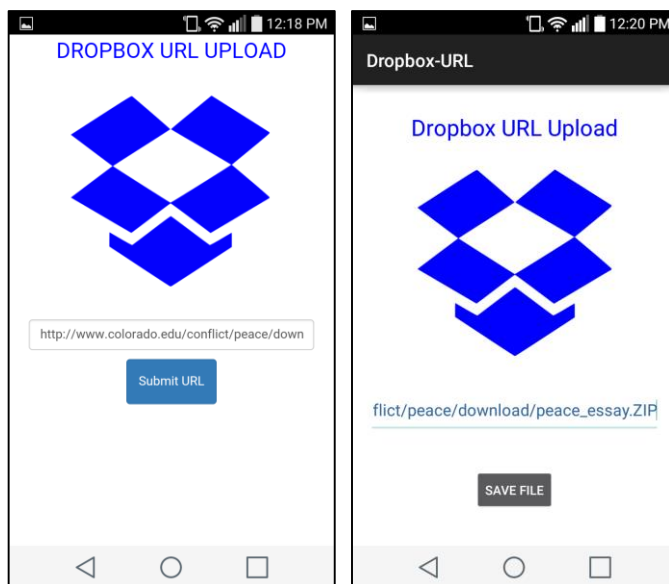 12:18 PM
DROPBOX URL UPLOAD
http://www.colorado.edu/conflict/peace/down
Submit URL
12:20 PM
Dropbox-URL
Dropbox URL Upload
flict/peace/download/peace_essay.ZIP
SAVE FILE